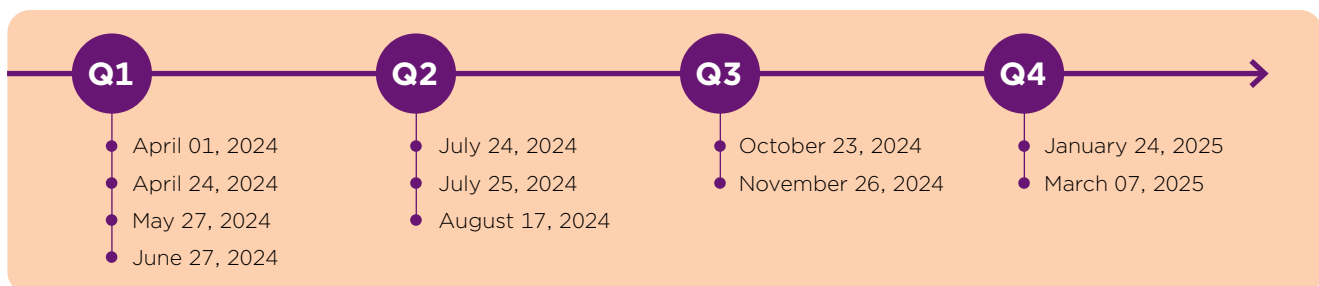 Q1
April 01, 2024
April 24, 2024
May 27, 2024
June 27, 2024
Q2
July 24, 2024
July 25, 2024
August 17, 2024
Q3
October 23, 2024
November 26, 2024
Q4
January 24, 2025
March 07, 2025